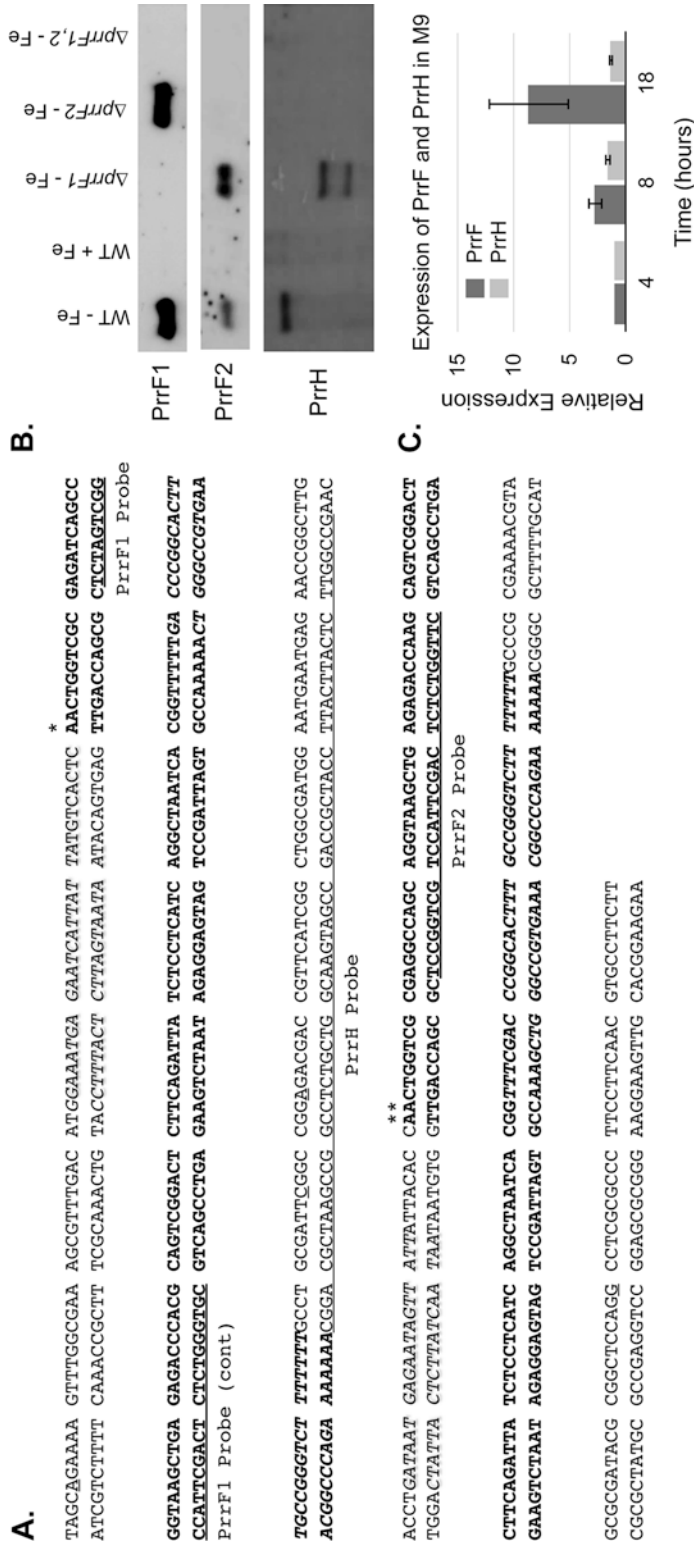 A.
*
TAGCAGAAAA GTTTGGCGAA AGCGTTTGAC ATGGAAATGA GAATCATTAT TATGTCACTC AACTGGTCGC GAGATCAGCC
ATCGTCTTTT CAAACCGCTT TCGCAAACTG TACCTTTACT CTTAGTAATA ATACAGTGAG TTGACCAGCG CTCTAGTCGG
PrrF1 Probe
GGTAAGCTGA GAGACCCACG CAGTCGGACT CTTCAGATTA TCTCCTCATC AGGCTAATCA CGGTTTTTGA CCCGGCACTT
CCATTCGACT CTCTGGGTGC GTCAGCCTGA GAAGTCTAAT AGAGGAGTAG TCCGATTAGT GCCAAAAACT GGGCCGTGAA
PrrF1 Probe (cont)
TGCCGGGTCT TTTTTTGCCT GCGATTCGGC CGGAGACGAC CGTTCATCGG CTGGCGATGG AATGAATGAG AACCGGCTTG
ACGGCCCAGA AAAAAACGGA CGCTAAGCCG GCCTCTGCTG GCAAGTAGCC GACCGCTACC TTACTTACTC TTGGCCGAAC
PrrH Probe
**
ACCTGATAAT GAGAATAGTT ATTATTACAC CAACTGGTCG CGAGGCCAGC AGGTAAGCTG AGAGACCAAG CAGTCGGACT
TGGACTATTA CTCTTATCAA TAATAATGTG GTTGACCAGC GCTCCGGTCG TCCATTCGAC TCTCTGGTTC GTCAGCCTGA
PrrF2 Probe
CTTCAGATTA TCTCCTCATC AGGCTAATCA CGGTTTCGAC CCGGCACTTT GCCGGGTCTT TTTTTGCCCG CGAAAACGTA
GAAGTCTAAT AGAGGAGTAG TCCGATTAGT GCCAAAGCTG GGCCGTGAAA CGGCCCAGAA AAAAACGGGC GCTTTTGCAT
GCGCGATACG CGGCTCCAGG CCTCGCGCCC TTCCTTCAAC GTGCCTTCTT
CGCGCTATGC GCCGAGGTCC GGAGCGCGGG AAGGAAGTTG CACGGAAGAA
B.
WT - Fe
WT + Fe
ΔprrF1 - Fe
ΔprrF2 - Fe
ΔprrF1,2 - Fe
PrrF1
PrrF2
PrrH
C.
Expression of PrrF and PrrH in M9
PrrF
PrrH
Relative Expression
15
10
5
0
4
8
18
Time (hours)